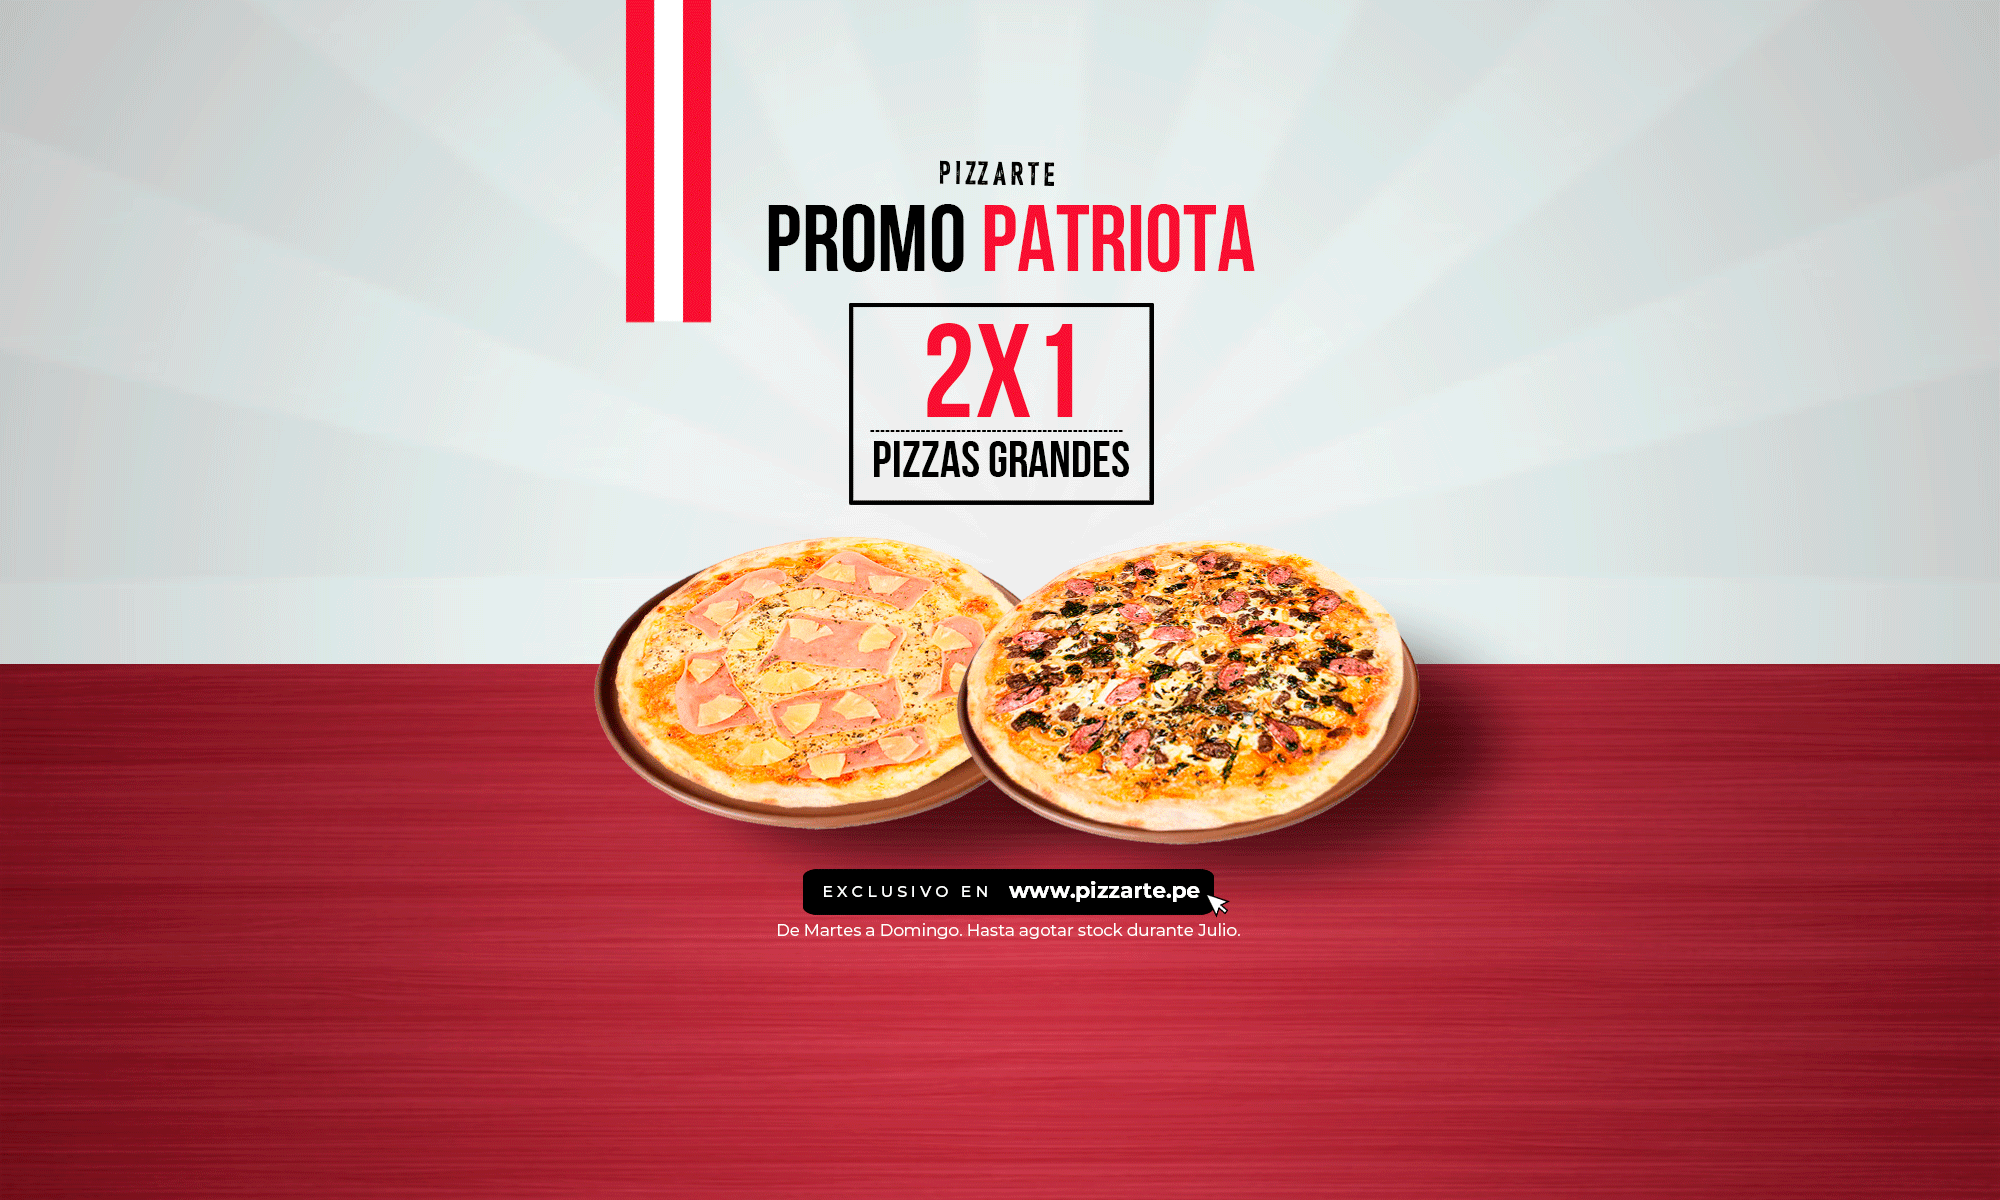 PIZZARTE
PROMO PATRIOTA
2X1
PIZZAS GRANDES
EXCLUSIVO EN www.pizzarte.pe
De Martes a Domingo. Hasta agotar stock durante Julio.